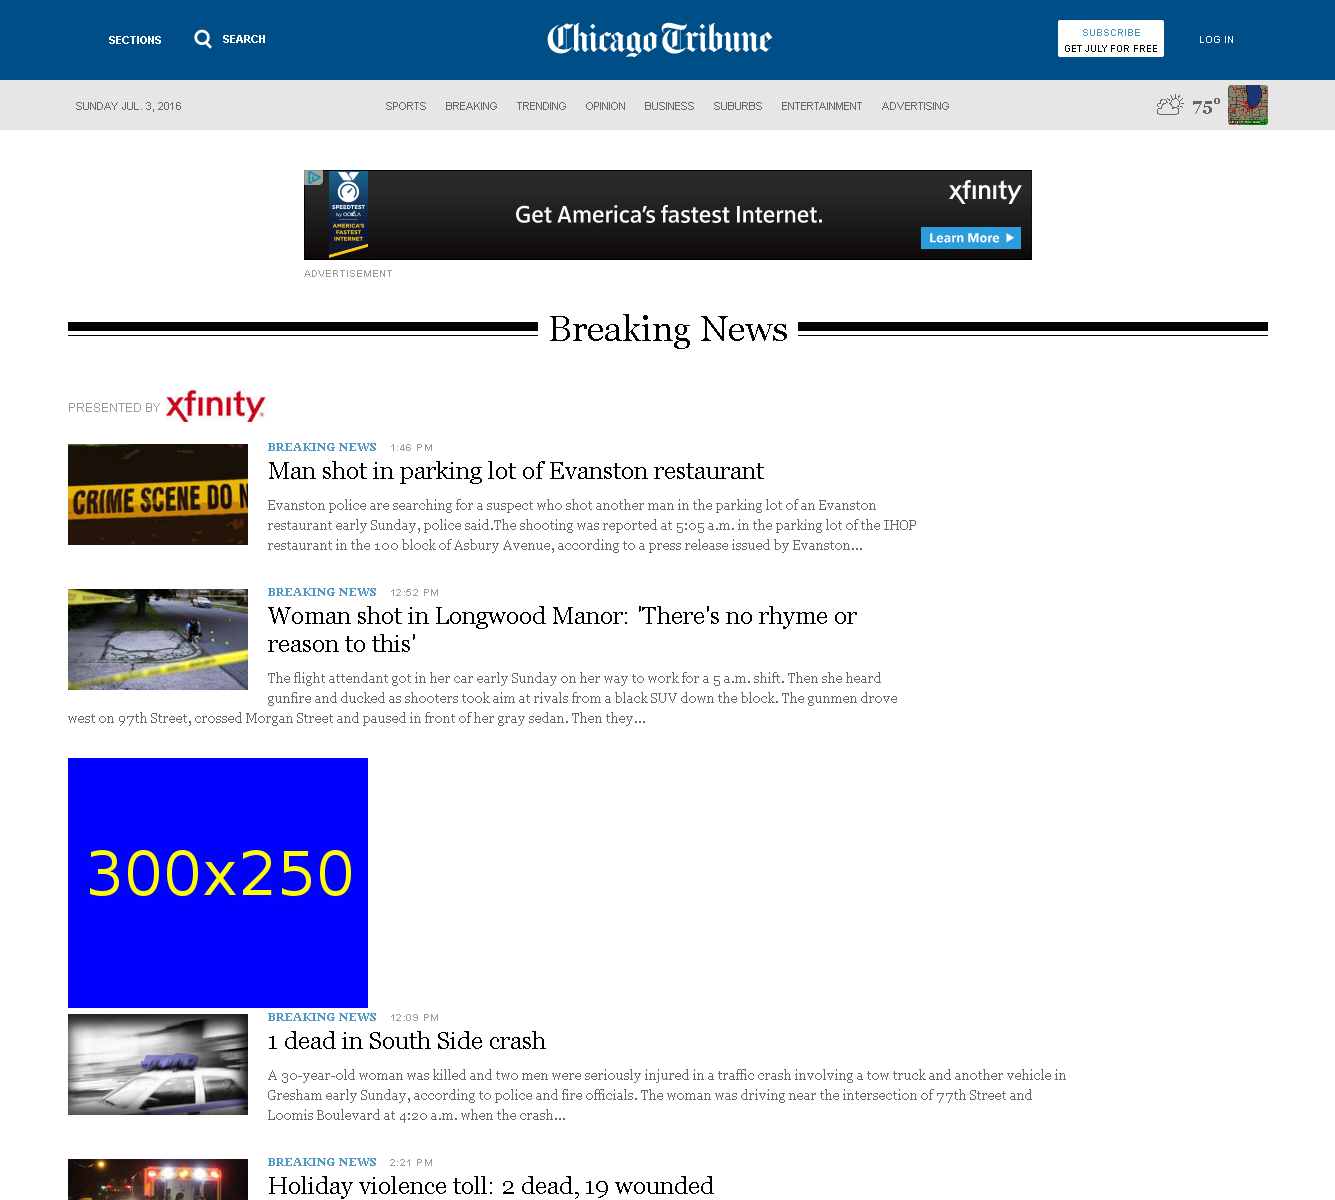 SECTIONS
SEARCH
Chicago Tribune
SUBSCRIBE
GET JULY FOR FREE
LOG IN
SUNDAY JUL. 3, 2016
SPORTS BREAKING TRENDING OPINION BUSINESS SUBURBS ENTERTAINMENT ADVERTISING
75°
SPEEDTEST
by OOKLA
AMERICA'S
FASTEST
INTERNET
Get America's fastest Internet.
xfinity
Learn More
ADVERTISEMENT
Breaking News
PRESENTED BY xfinity
CRIME SCENE DO N
BREAKING NEWS 1:46 PM
Man shot in parking lot of Evanston restaurant
Evanston police are searching for a suspect who shot another man in the parking lot of an Evanston
restaurant early Sunday, police said.The shooting was reported at 5:05 a.m. in the parking lot of the IHOP
restaurant in the 100 block of Asbury Avenue, according to a press release issued by Evanston...
BREAKING NEWS 12:52 PM
Woman shot in Longwood Manor: 'There's no rhyme or
reason to this'
The flight attendant got in her car early Sunday on her way to work for a 5 a.m. shift. Then she heard
gunfire and ducked as shooters took aim at rivals from a black SUV down the block. The gunmen drove
west on 97th Street, crossed Morgan Street and paused in front of her gray sedan. Then they...
300x250
BREAKING NEWS 12:09 PM
1 dead in South Side crash
A 30-year-old woman was killed and two men were seriously injured in a traffic crash involving a tow truck and another vehicle in
Gresham early Sunday, according to police and fire officials. The woman was driving near the intersection of 77th Street and
Loomis Boulevard at 4:20 a.m. when the crash...
BREAKING NEWS 2:21 PM
Holiday violence toll: 2 dead, 19 wounded